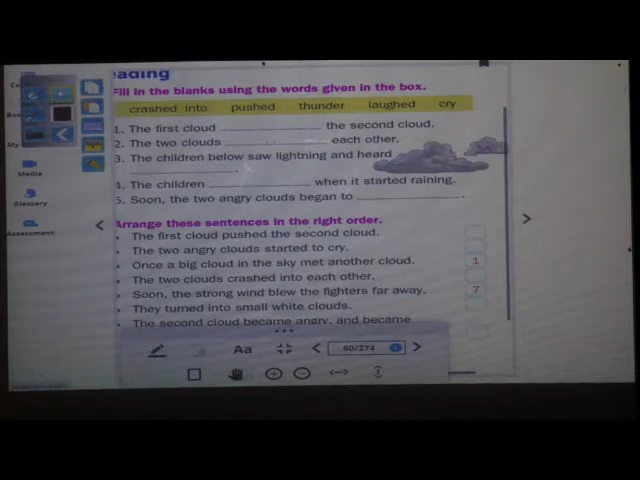 eading
Fill in the blanks using the words given in the box.
crashed into pushed thunder laughed cry
1. The first cloud ____________ the second cloud.
2. The two clouds ____________ each other.
3. The children below saw lightning and heard
____________.
4. The children ____________ when it started raining.
5. Soon, the two angry clouds began to ____________.
Arrange these sentences in the right order.
The first cloud pushed the second cloud.
The two angry clouds started to cry.
Once a big cloud in the sky met another cloud. 1
The two clouds crashed into each other.
Soon, the strong wind blew the fighters far away. 7
They turned into small white clouds.
The second cloud became angry, and became
My
Media
Glossary
Assessment
Aa
60/274